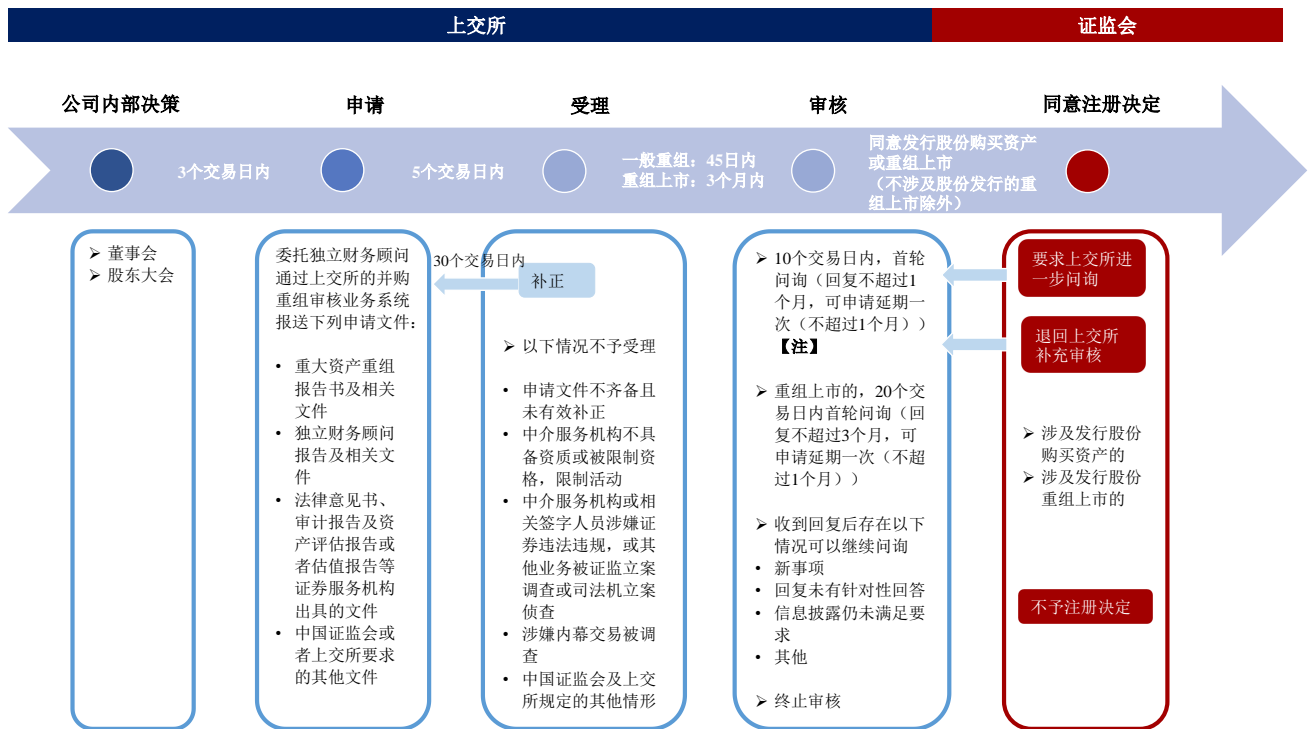 上交所
证监会
公司内部决策
申请
受理
审核
同意注册决定
3个交易日内
5个交易日内
一般重组：45日内
重组上市：3个月内
同意发行股份购买资产
或重组上市
（不涉及股份发行的重
组上市除外）
➢ 董事会
➢ 股东大会
委托独立财务顾问
通过上交所的并购
重组审核业务系统
报送下列申请文件：
• 重大资产重组
报告书及相关
文件
• 独立财务顾问
报告及相关文
件
• 法律意见书、
审计报告及资
产评估报告或
者估值报告等
证券服务机构
出具的文件
• 中国证监会或
者上交所要求
的其他文件
30个交易日内
补正
➢ 以下情况不予受理
• 申请文件不齐备且
未有效补正
• 中介服务机构不具
备资质或被限制资
格，限制活动
• 中介服务机构或相
关签字人员涉嫌证
券违法违规，或其
他业务被证监立案
调查或司法机立案
侦查
• 涉嫌内幕交易被调
查
• 中国证监会及上交
所规定的其他情形
➢ 10个交易日内，首轮
问询（回复不超过1
个月，可申请延期一
次（不超过1个月））
【注】
➢ 重组上市的，20个交
易日内首轮问询（回
复不超过3个月，可
申请延期一次（不超
过1个月））
➢ 收到回复后存在以下
情况可以继续问询
• 新事项
• 回复未有针对性回答
• 信息披露仍未满足要
求
• 其他
➢ 终止审核
要求上交所进
一步问询
退回上交所
补充审核
➢ 涉及发行股份
购买资产的
➢ 涉及发行股份
重组上市的
不予注册决定